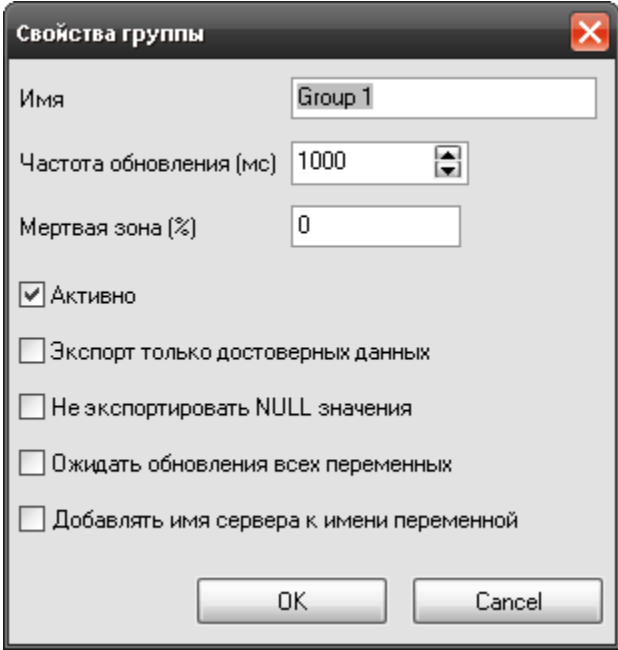 Свойства группы
Имя Group 1
Частота обновления (мс) 1000
Мертвая зона (%) 0
Активно
Экспорт только достоверных данных
Не экспортировать NULL значения
Ожидать обновления всех переменных
Добавлять имя сервера к имени переменной
OK Cancel